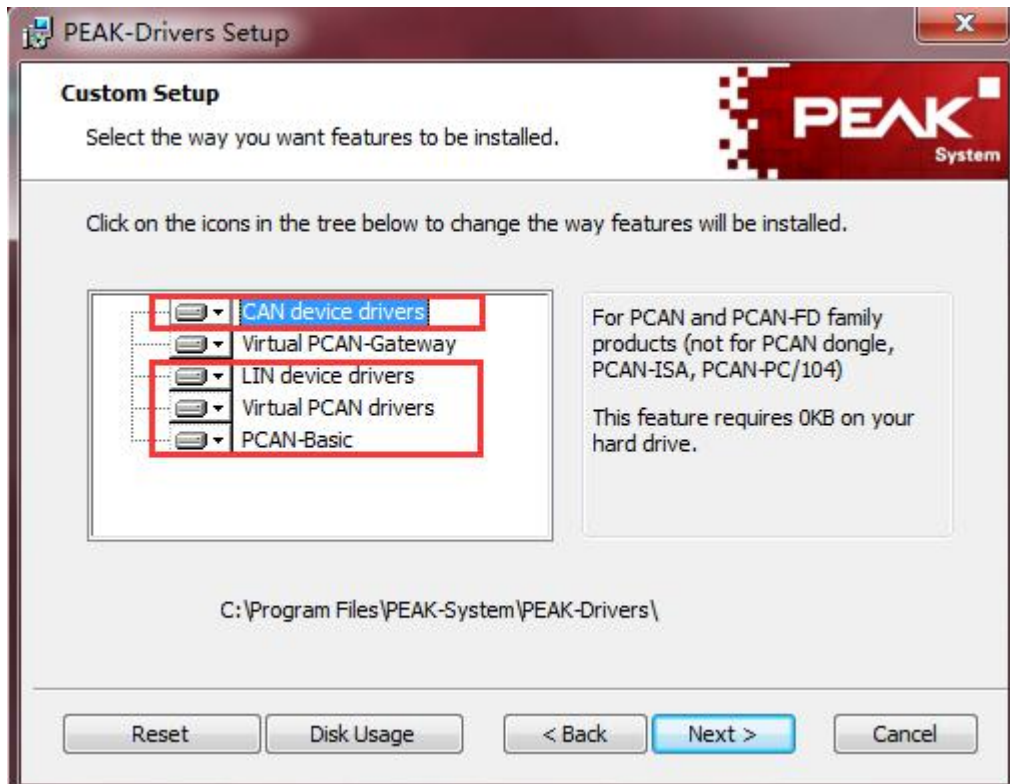 PEAK-Drivers Setup
Custom Setup
Select the way you want features to be installed.
PEAK
System
Click on the icons in the tree below to change the way features will be installed.
CAN device drivers
Virtual PCAN-Gateway
LIN device drivers
Virtual PCAN drivers
PCAN-Basic
For PCAN and PCAN-FD family
products (not for PCAN dongle,
PCAN-ISA, PCAN-PC/104)
This feature requires 0KB on your
hard drive.
C:\Program Files\PEAK-System\PEAK-Drivers\
Reset
Disk Usage
< Back
Next >
Cancel